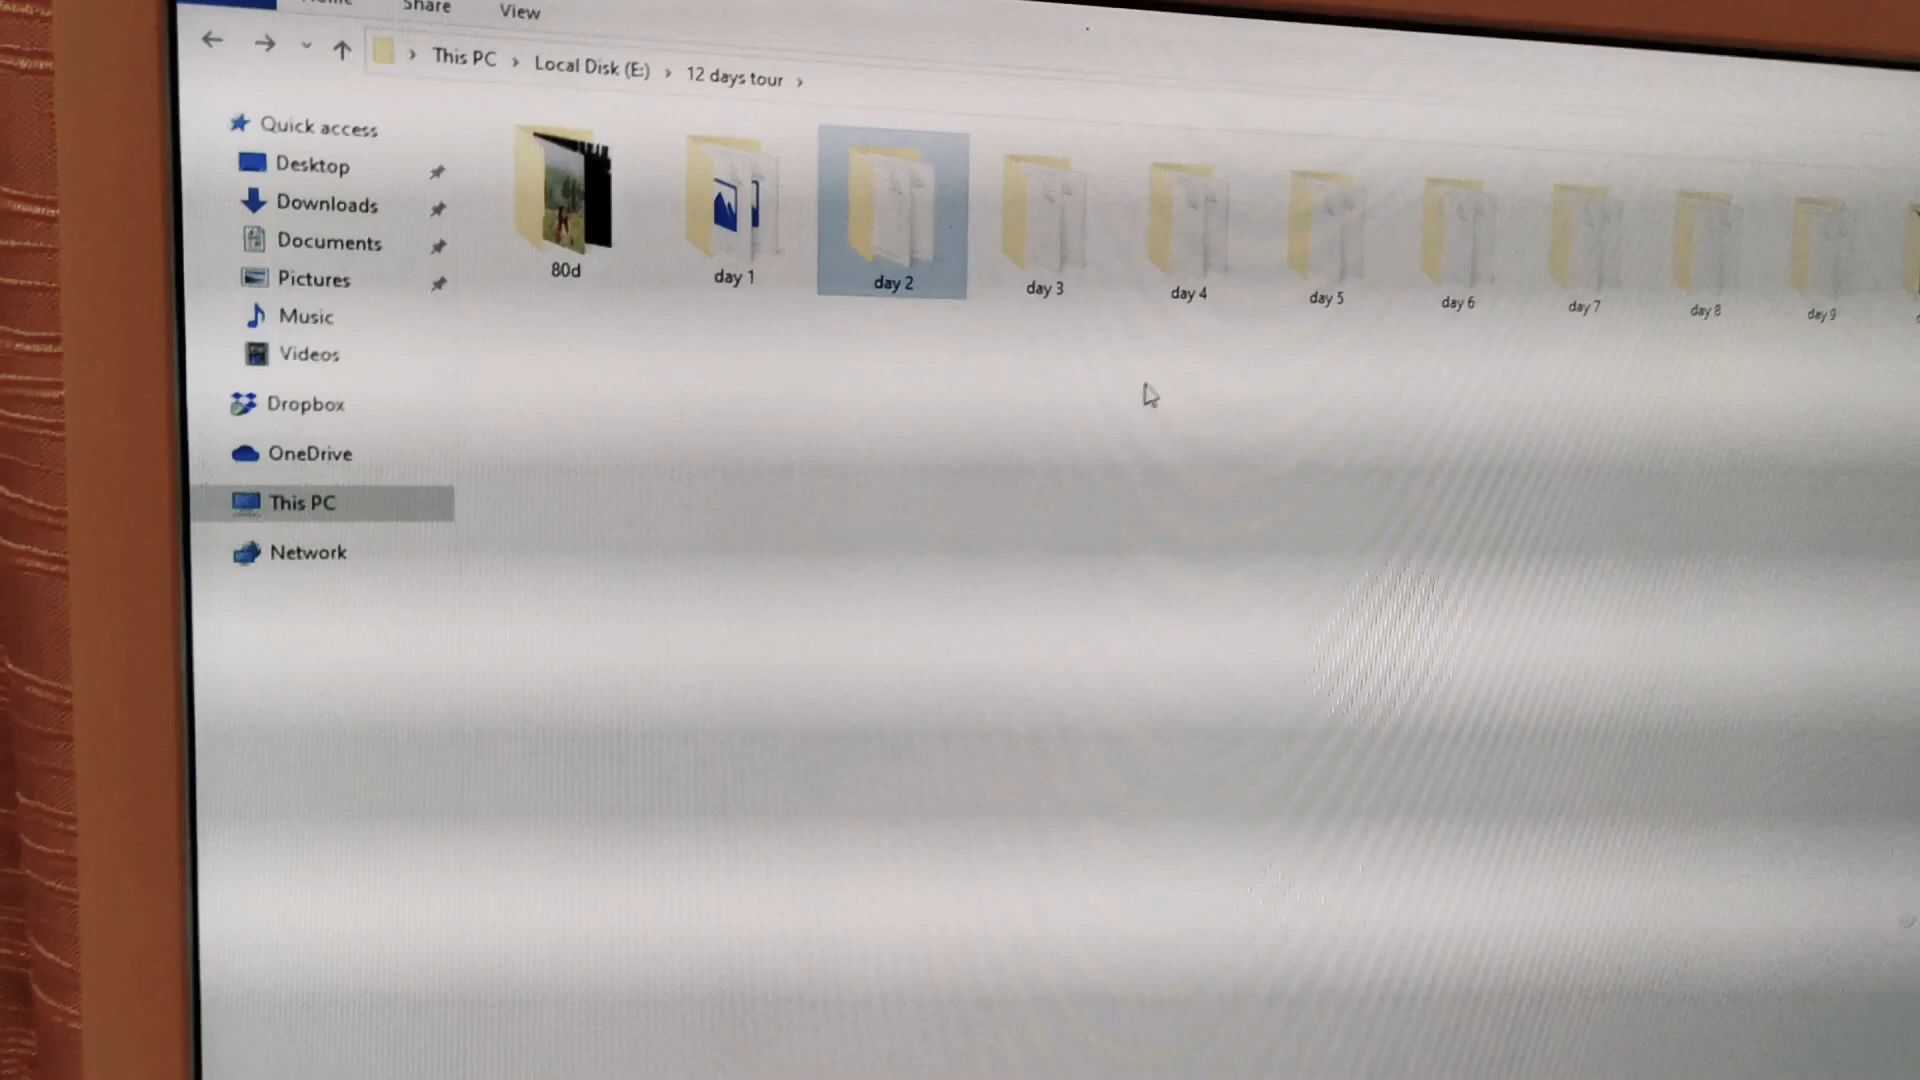 Share View
This PC > Local Disk (E:) > 12 days tour >
Quick access
Desktop
Downloads
Documents
Pictures
Music
Videos
Dropbox
OneDrive
This PC
Network
80d
day 1
day 2
day 3
day 4
day 5
day 6
day 7
day 8
day 9